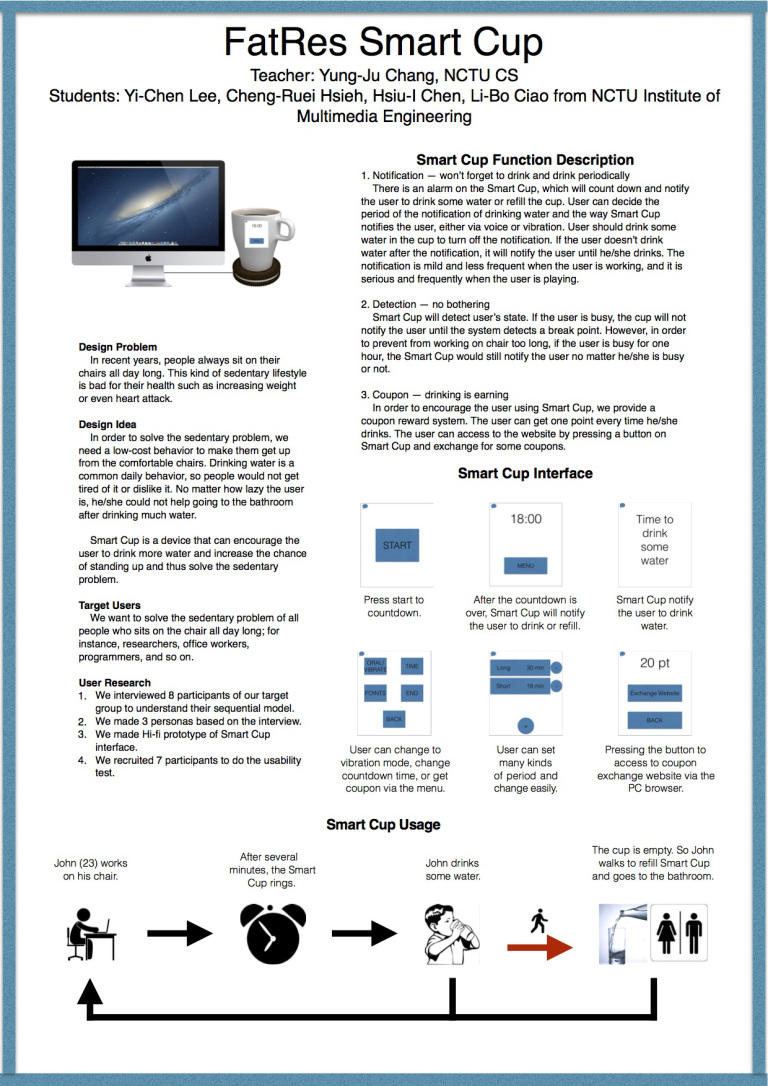 FatRes Smart Cup
Teacher: Yung-Ju Chang, NCTU CS
Students: Yi-Chen Lee, Cheng-Ruei Hsieh, Hsiu-I Chen, Li-Bo Ciao from NCTU Institute of
Multimedia Engineering
18:00
Design Problem
In recent years, people always sit on their
chairs all day long. This kind of sedentary lifestyle
is bad for their health such as increasing weight
or even heart attack.
Design Idea
In order to solve the sedentary problem, we
need a low-cost behavior to make them get up
from the comfortable chairs. Drinking water is a
common daily behavior, so people would not get
tired of it or dislike it. No matter how lazy the user
is, he/she could not help going to the bathroom
after drinking much water.
Smart Cup is a device that can encourage the
user to drink more water and increase the chance
of standing up and thus solve the sedentary
problem.
Target Users
We want to solve the sedentary problem of all
people who sits on the chair all day long; for
instance, researchers, office workers,
programmers, and so on.
User Research
1. We interviewed 8 participants of our target
group to understand their sequential model.
2. We made 3 personas based on the interview.
3. We made Hi-fi prototype of Smart Cup
interface.
4. We recruited 7 participants to do the usability
test.
Smart Cup Function Description
1. Notification — won't forget to drink and drink periodically
There is an alarm on the Smart Cup, which will count down and notify
the user to drink some water or refill the cup. User can decide the
period of the notification of drinking water and the way Smart Cup
notifies the user, either via voice or vibration. User should drink some
water in the cup to turn off the notification. If the user doesn't drink
water after the notification, it will notify the user until he/she drinks. The
notification is mild and less frequent when the user is working, and it is
serious and frequently when the user is playing.
2. Detection — no bothering
Smart Cup will detect user's state. If the user is busy, the cup will not
notify the user until the system detects a break point. However, in order
to prevent from working on chair too long, if the user is busy for one
hour, the Smart Cup would still notify the user no matter he/she is busy
or not.
3. Coupon — drinking is earning
In order to encourage the user using Smart Cup, we provide a
coupon reward system. The user can get one point every time he/she
drinks. The user can access to the website by pressing a button on
Smart Cup and exchange for some coupons.
Smart Cup Interface
START
Press start to
countdown.
18:00
MENU
After the countdown is
over, Smart Cup will notify
the user to drink or refill.
Time to
drink
some
water
Smart Cup notify
the user to drink
water.
ORAL/
VIBRATE
TIME
POINTS
END
BACK
User can change to
vibration mode, change
countdown time, or get
coupon via the menu.
Long 30 min -
Short 18 min -
+
User can set
many kinds
of period and
change easily.
20 pt
Exchange Website
BACK
Pressing the button to
access to coupon
exchange website via the
PC browser.
Smart Cup Usage
John (23) works
on his chair.
After several
minutes, the Smart
Cup rings.
John drinks
some water.
The cup is empty. So John
walks to refill Smart Cup
and goes to the bathroom.